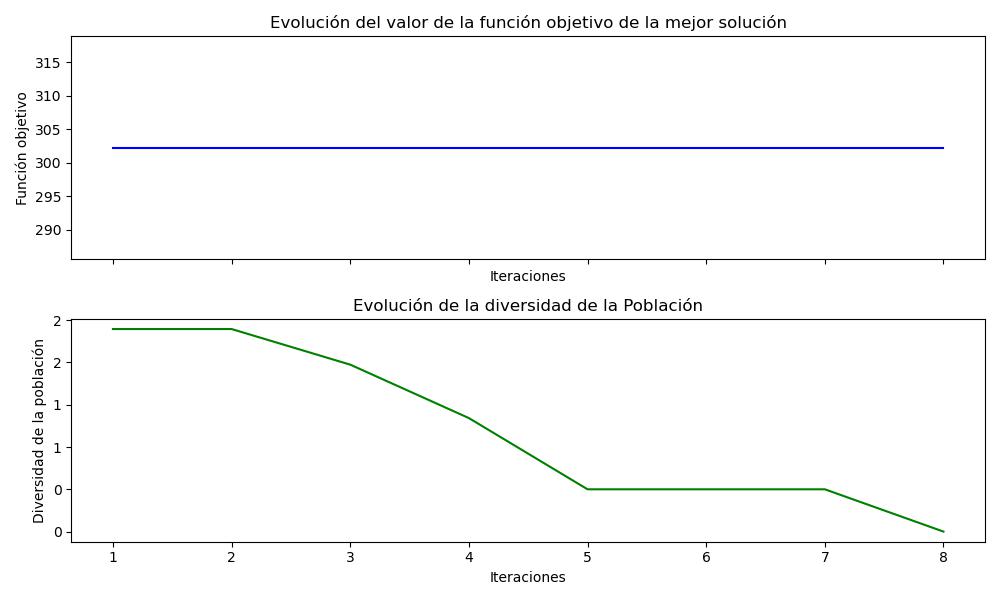 Evolución del valor de la función objetivo de la mejor solución
Función objetivo
315
310
305
300
295
290
Iteraciones
Evolución de la diversidad de la Población
Diversidad de la población
2
2
1
1
0
0
1 2 3 4 5 6 7 8
Iteraciones